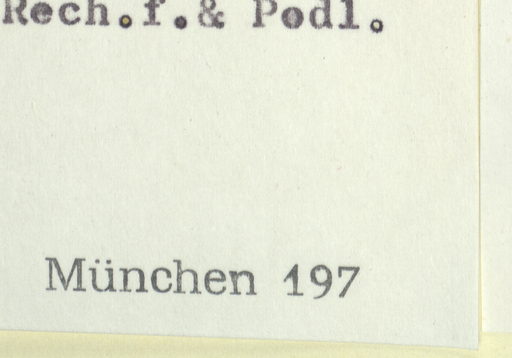 Rech.f.& Podl.
München 197